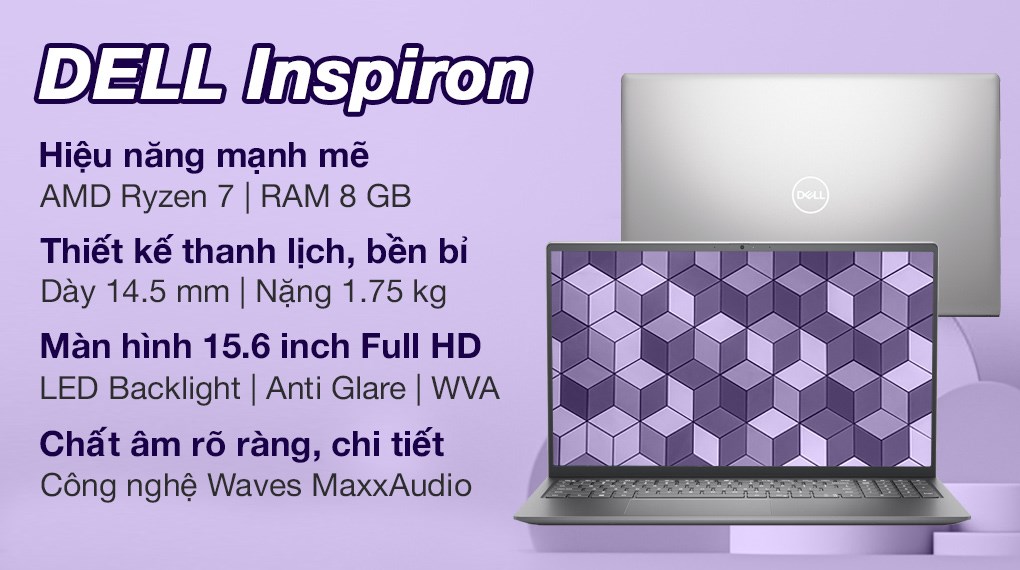 DELL Inspiron
Hiệu năng mạnh mẽ
AMD Ryzen 7 | RAM 8 GB
Thiết kế thanh lịch, bền bỉ
Dày 14.5 mm | Nặng 1.75 kg
Màn hình 15.6 inch Full HD
LED Backlight | Anti Glare | WVA
Chất âm rõ ràng, chi tiết
Công nghệ Waves MaxxAudio
DELL